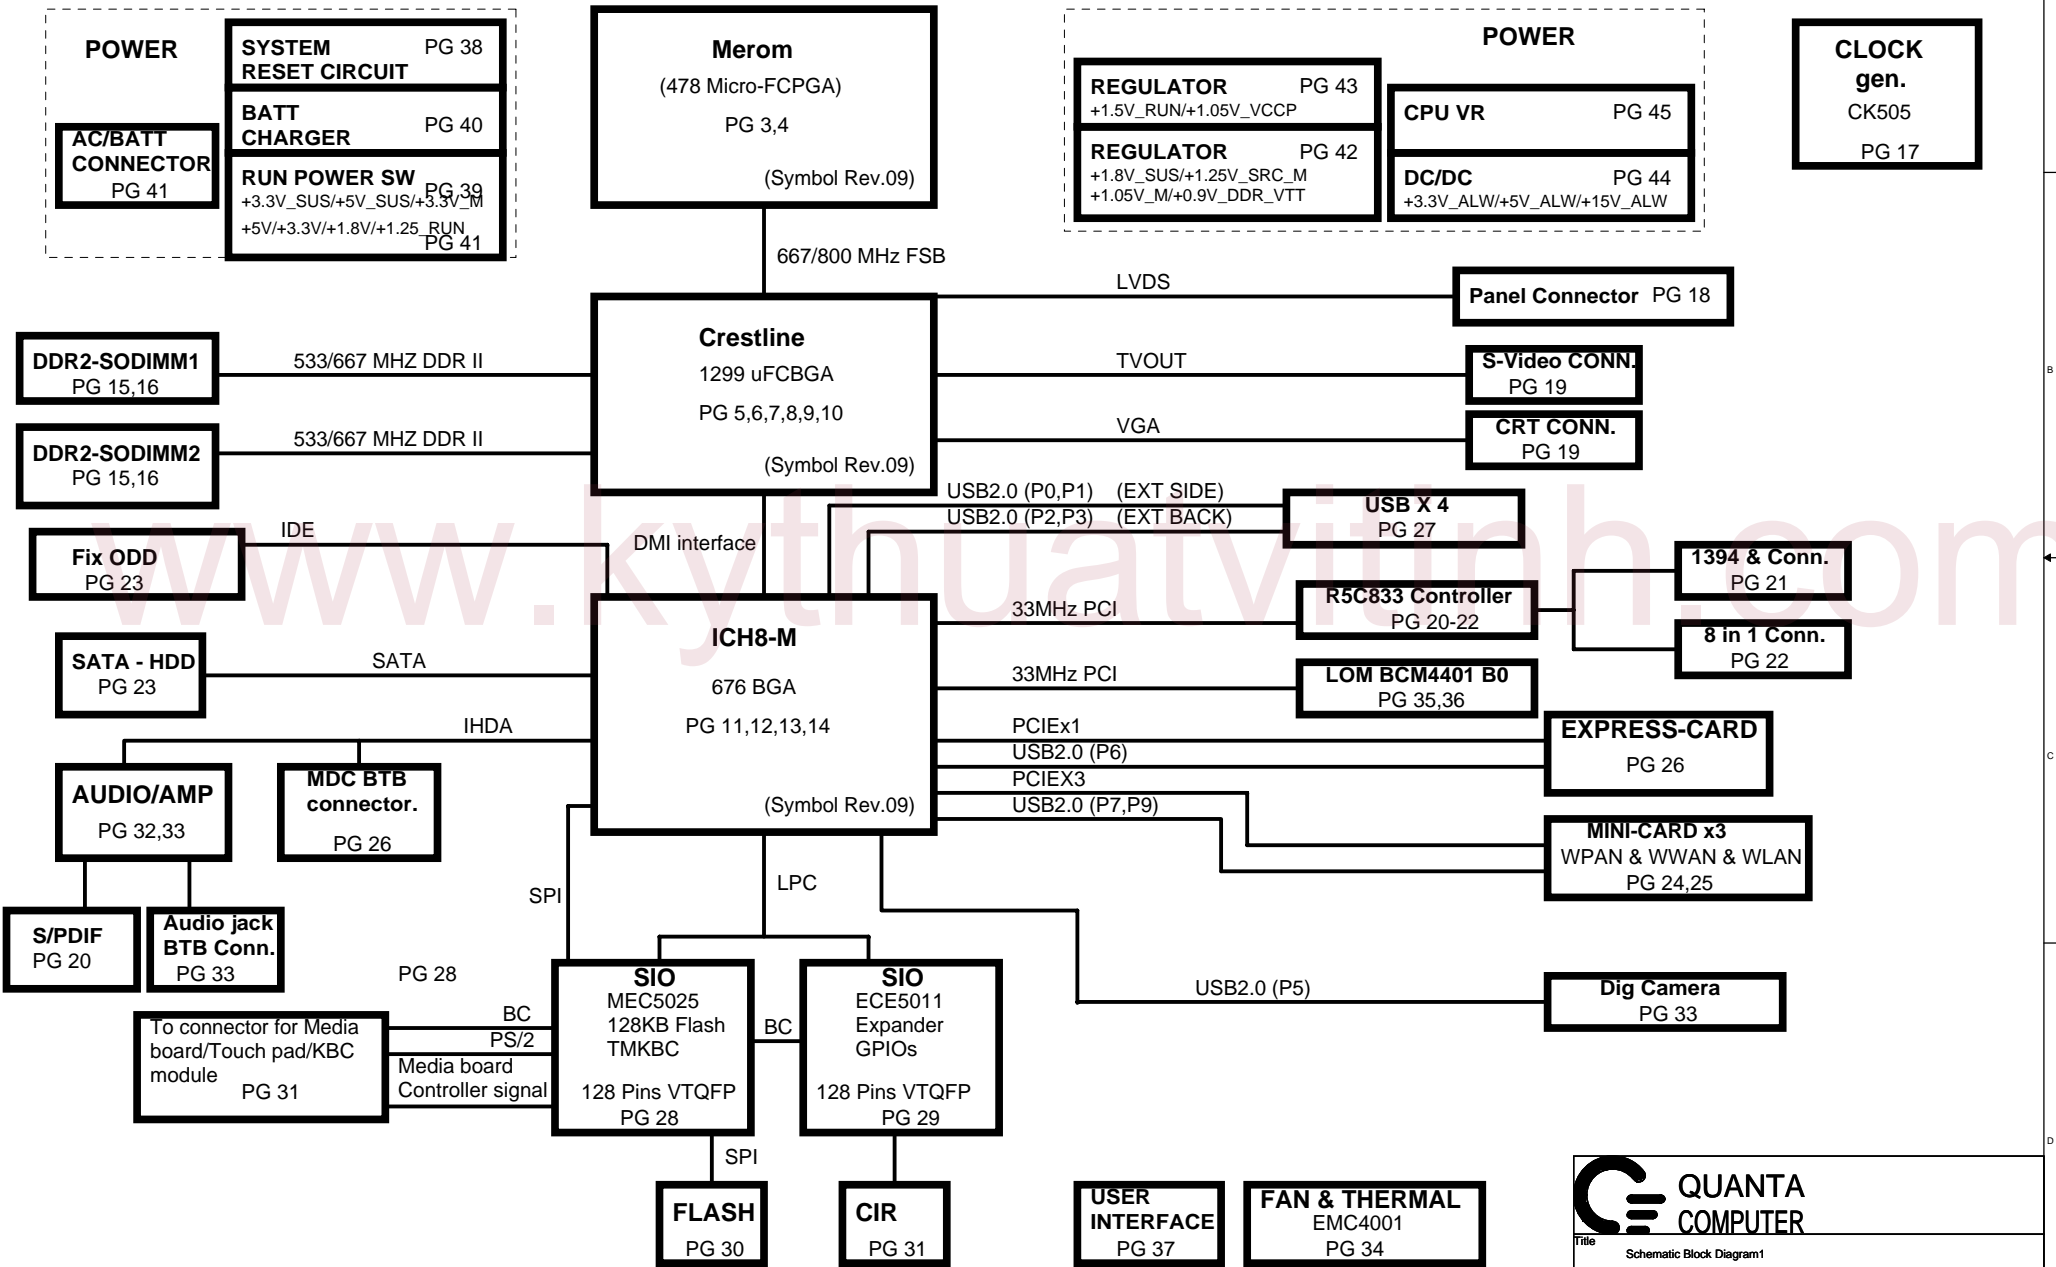 POWER
SYSTEM PG 38
RESET CIRCUIT
BATT
CHARGER PG 40
AC/BATT
CONNECTOR
PG 41
RUN POWER SW PG 39
+3.3V_SUS/+5V_SUS/+3.3V_M
+5V/+3.3V/+1.8V/+1.25_RUN
PG 41
Merom
(478 Micro-FCPGA)
PG 3,4
(Symbol Rev.09)
POWER
REGULATOR PG 43
+1.5V_RUN/+1.05V_VCCP
REGULATOR PG 42
+1.8V_SUS/+1.25V_SRC_M
+1.05V_M/+0.9V_DDR_VTT
CPU VR PG 45
DC/DC PG 44
+3.3V_ALW/+5V_ALW/+15V_ALW
CLOCK
gen.
CK505
PG 17
667/800 MHz FSB
LVDS
Panel Connector PG 18
Crestline
1299 uFCBGA
PG 5,6,7,8,9,10
(Symbol Rev.09)
DDR2-SODIMM1
PG 15,16
533/667 MHZ DDR II
DDR2-SODIMM2
PG 15,16
533/667 MHZ DDR II
TVOUT
S-Video CONN.
PG 19
VGA
CRT CONN.
PG 19
B
USB2.0 (P0,P1) (EXT SIDE)
USB2.0 (P2,P3) (EXT BACK)
USB X 4
PG 27
www.kythuatvitinh.com
IDE
Fix ODD
PG 23
DMI interface
1394 & Conn.
PG 21
33MHz PCI
R5C833 Controller
PG 20-22
8 in 1 Conn.
PG 22
ICH8-M
676 BGA
PG 11,12,13,14
(Symbol Rev.09)
SATA - HDD
PG 23
SATA
33MHz PCI
LOM BCM4401 B0
PG 35,36
IHDA
PCIEx1
USB2.0 (P6)
EXPRESS-CARD
PG 26
C
PCIEX3
USB2.0 (P7,P9)
AUDIO/AMP
PG 32,33
MDC BTB
connector.
PG 26
MINI-CARD x3
WPAN & WWAN & WLAN
PG 24,25
SPI
LPC
S/PDIF
PG 20
Audio jack
BTB Conn.
PG 33
PG 28
SIO
MEC5025
128KB Flash
TMKBC
128 Pins VTQFP
PG 28
BC
SIO
ECE5011
Expander
GPIOs
128 Pins VTQFP
PG 29
USB2.0 (P5)
Dig Camera
PG 33
To connector for Media
board/Touch pad/KBC
module
PG 31
BC
PS/2
Media board
Controller signal
D
SPI
FLASH
PG 30
CIR
PG 31
USER
INTERFACE
PG 37
FAN & THERMAL
EMC4001
PG 34
QUANTA
COMPUTER
Title
Schematic Block Diagram1